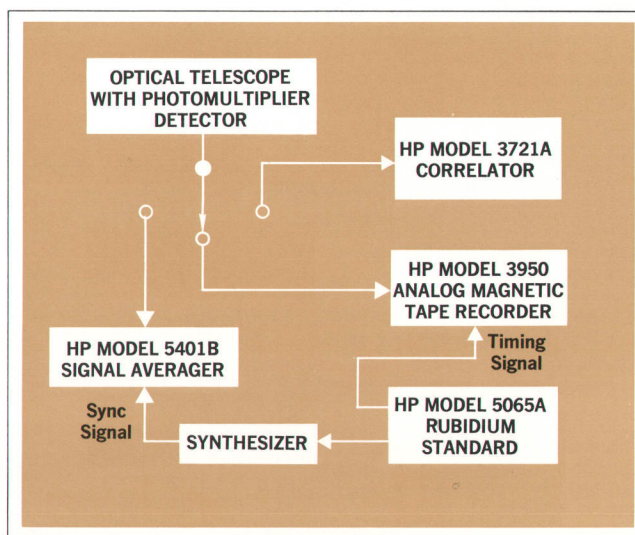 OPTICAL TELESCOPE
WITH PHOTOMULTIPLIER
DETECTOR
HP MODEL 3721A
CORRELATOR
HP MODEL 3950
ANALOG MAGNETIC
TAPE RECORDER
HP MODEL 5401B
SIGNAL AVERAGER
Timing
Signal
Sync
Signal
SYNTHESIZER
HP MODEL 5065A
RUBIDIUM
STANDARD